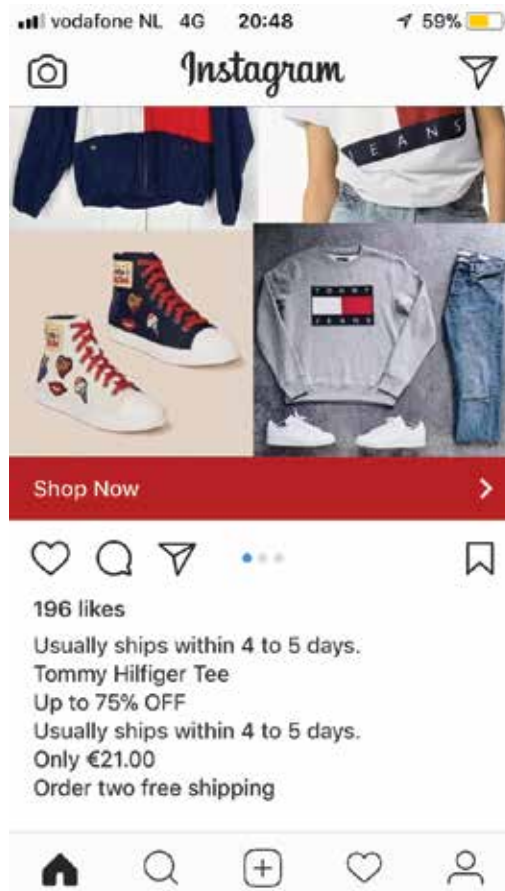 vodafone NL 4G 20:48 59%
Instagram
JEANS
TOMMY
JEANS
Shop Now
196 likes
Usually ships within 4 to 5 days.
Tommy Hilfiger Tee
Up to 75% OFF
Usually ships within 4 to 5 days.
Only €21.00
Order two free shipping